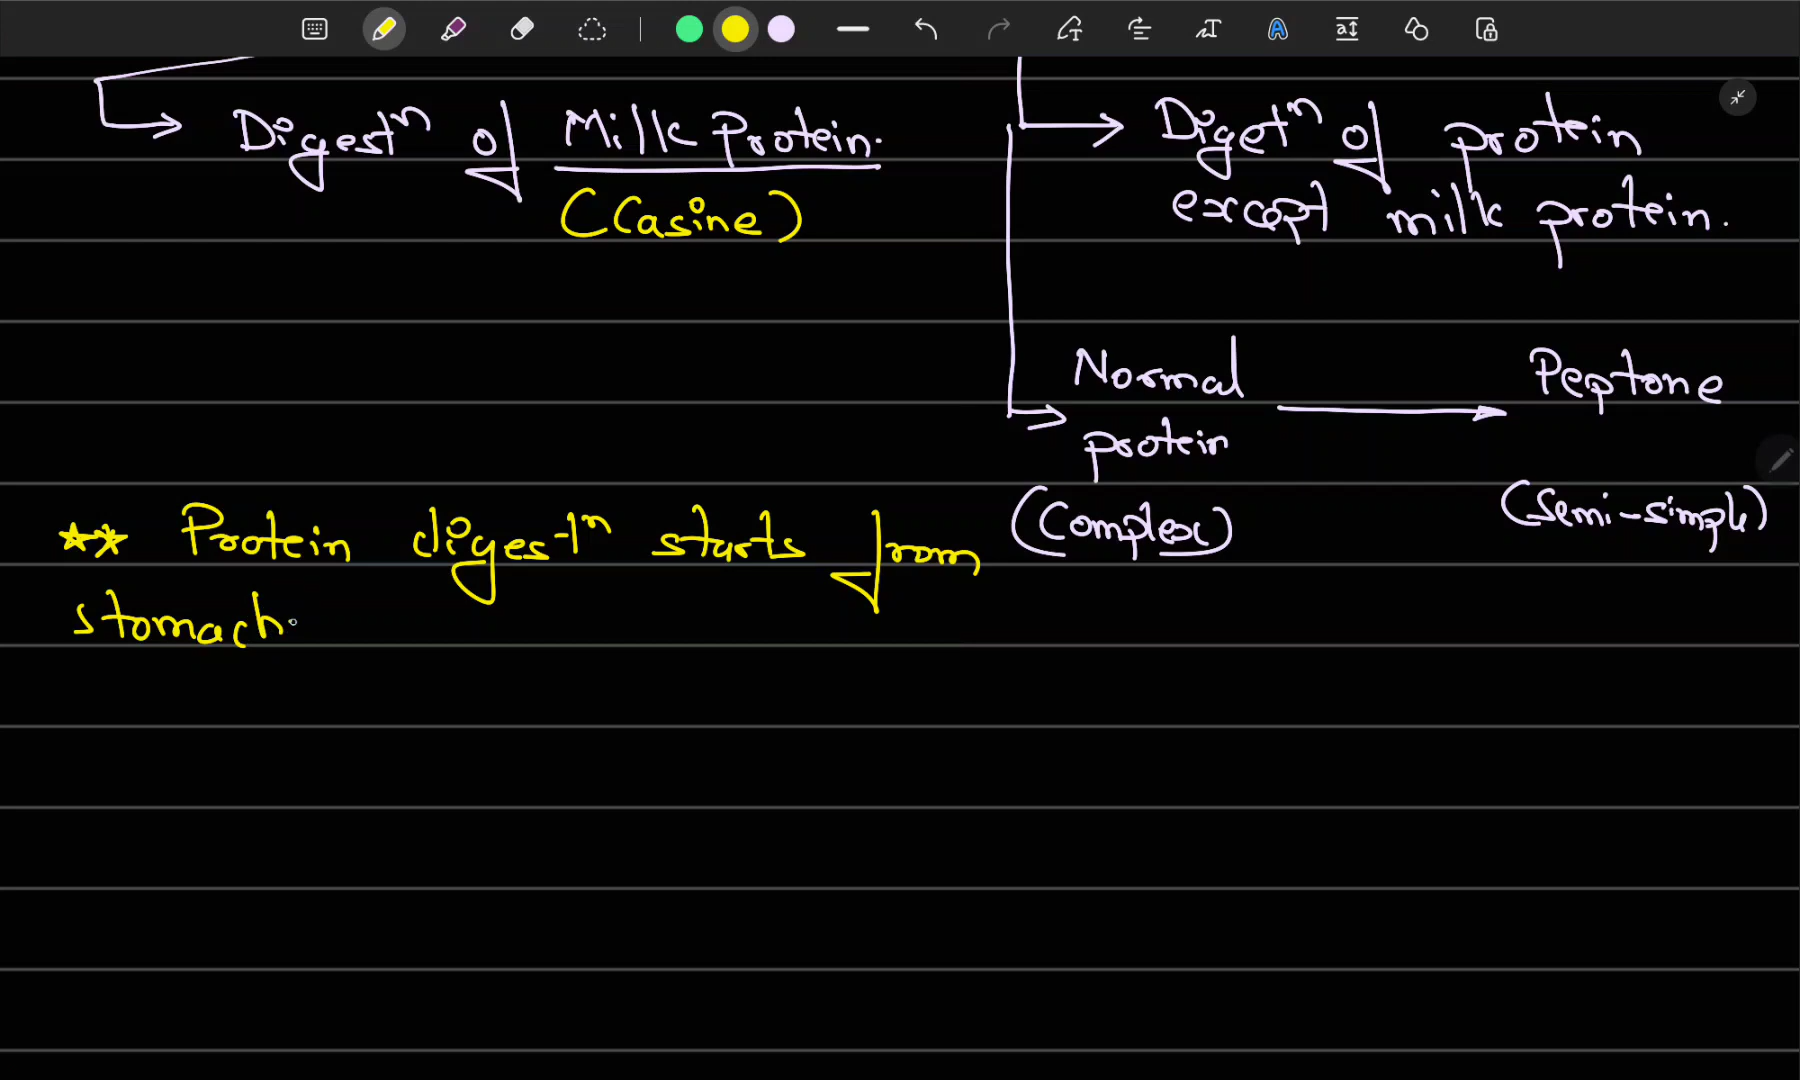 Digestⁿ of Milk Protein.
(Casine)
Digetⁿ of protein
except milk protein.
Normal
protein
(Complex)
Peptone
(Semi-simple)
** Protein digestⁿ starts from
stomach.